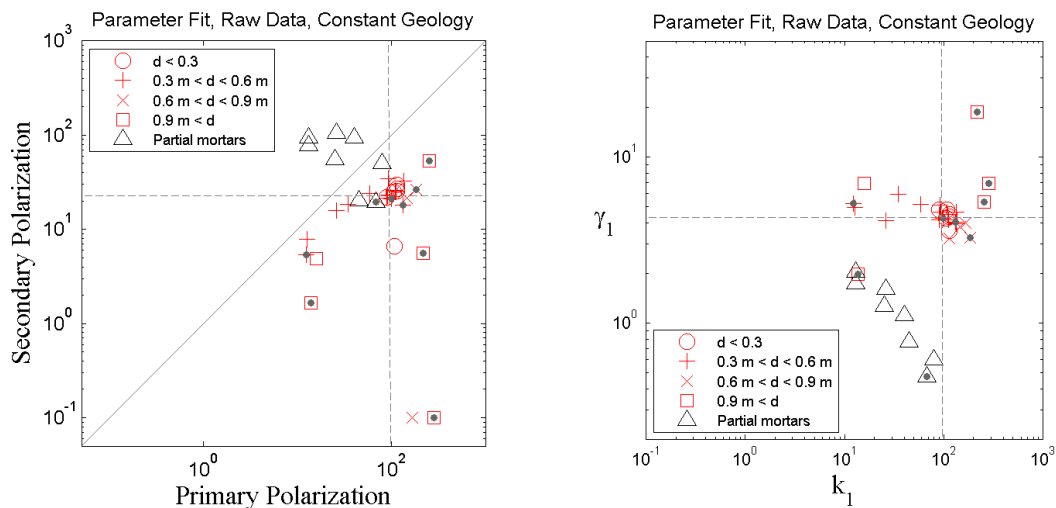 Parameter Fit, Raw Data, Constant Geology
10^3
10^2
10^1
10^0
10^-1
Secondary Polarization
d < 0.3
0.3 m < d < 0.6 m
0.6 m < d < 0.9 m
0.9 m < d
Partial mortars
10^0
10^2
Primary Polarization
Parameter Fit, Raw Data, Constant Geology
10^1
10^0
γ_1
d < 0.3
0.3 m < d < 0.6 m
0.6 m < d < 0.9 m
0.9 m < d
Partial mortars
10^-1
10^0
10^1
10^2
10^3
k_1